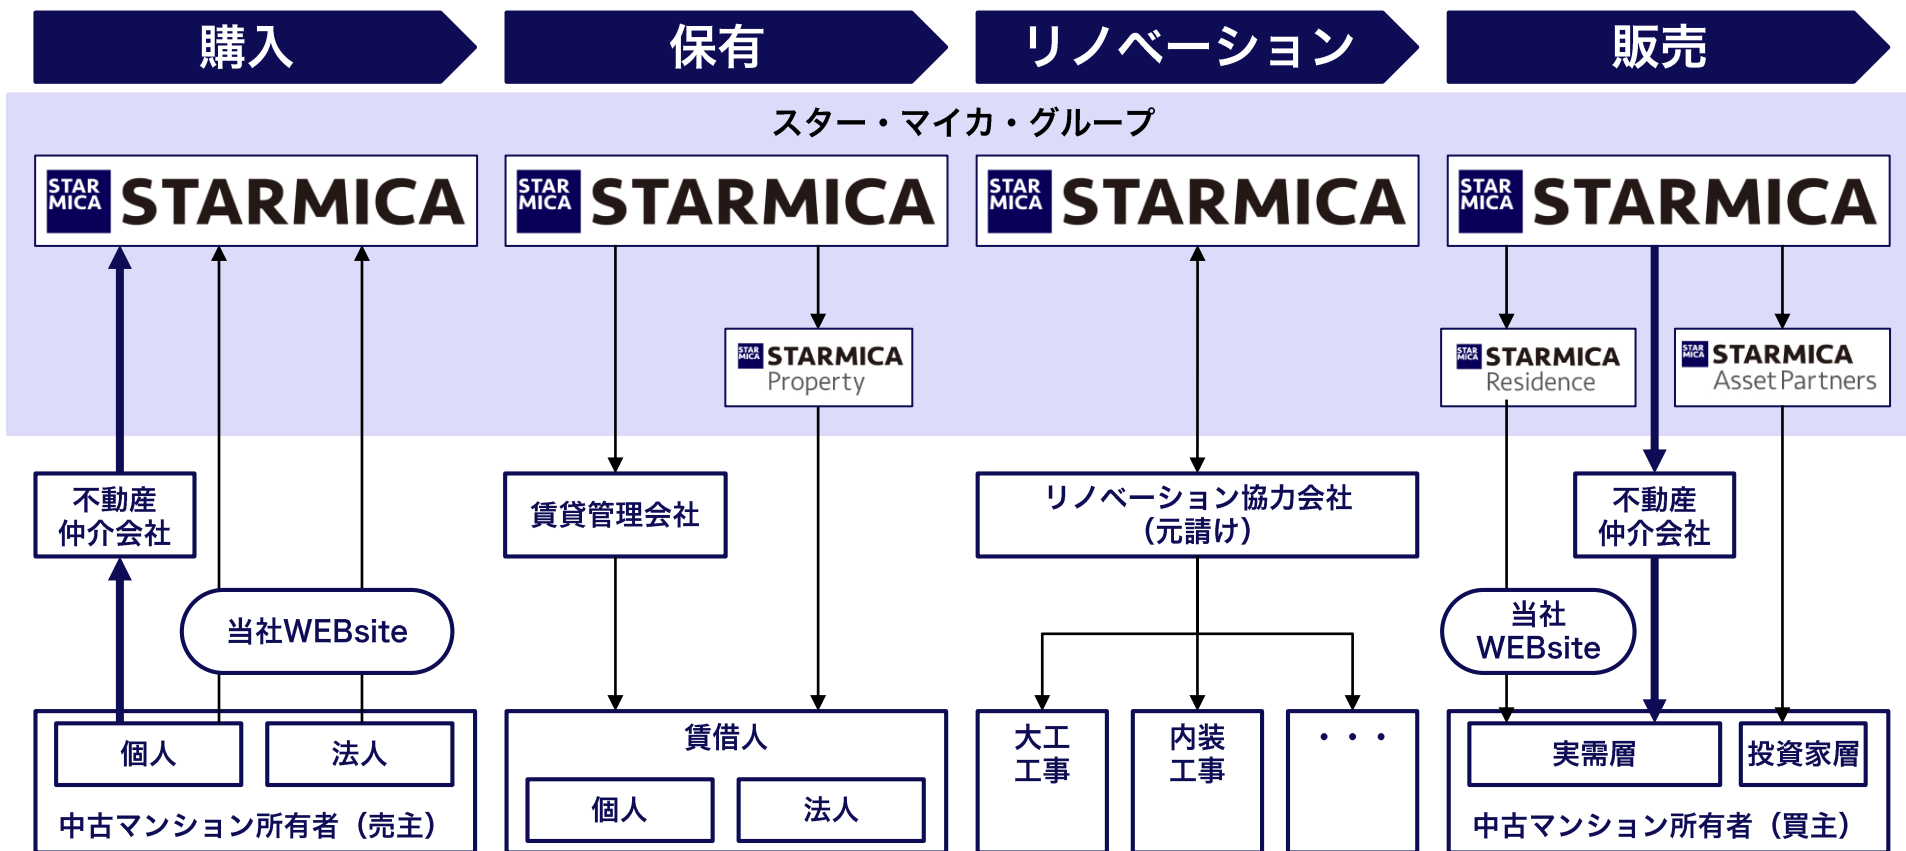 購入
保有
リノベーション
販売
スター・マイカ・グループ
STAR
MICA
STARMICA
STAR
MICA
STARMICA
STAR
MICA
STARMICA
STAR
MICA
STARMICA
STAR
MICA
STARMICA
Property
STAR
MICA
STARMICA
Residence
STAR
MICA
STARMICA
Asset Partners
不動産
仲介会社
賃貸管理会社
リノベーション協力会社
（元請け）
不動産
仲介会社
当社WEBsite
当社
WEBsite
個人
法人
中古マンション所有者（売主）
賃借人
個人
法人
大工
工事
内装
工事
・・・
実需層
投資家層
中古マンション所有者（買主）